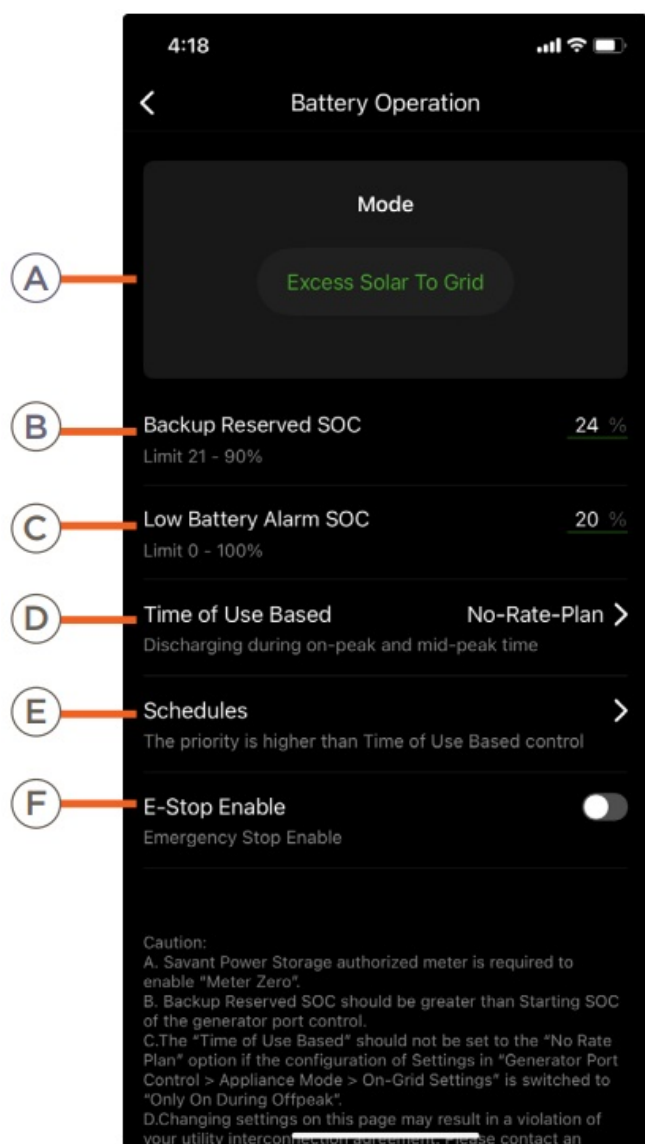 4:18
Battery Operation
Mode
A
Excess Solar To Grid
B
Backup Reserved SOC 24 %
Limit 21 - 90%
C
Low Battery Alarm SOC 20 %
Limit 0 - 100%
D
Time of Use Based No-Rate-Plan >
Discharging during on-peak and mid-peak time
E
Schedules >
The priority is higher than Time of Use Based control
F
E-Stop Enable
Emergency Stop Enable
Caution:
A. Savant Power Storage authorized meter is required to
enable “Meter Zero”.
B. Backup Reserved SOC should be greater than Starting SOC
of the generator port control.
C.The “Time of Use Based” should not be set to the “No Rate
Plan” option if the configuration of Settings in “Generator Port
Control > Appliance Mode > On-Grid Settings” is switched to
“Only On During Offpeak”.
D.Changing settings on this page may result in a violation of
your utility interconnection agreement. Please contact an